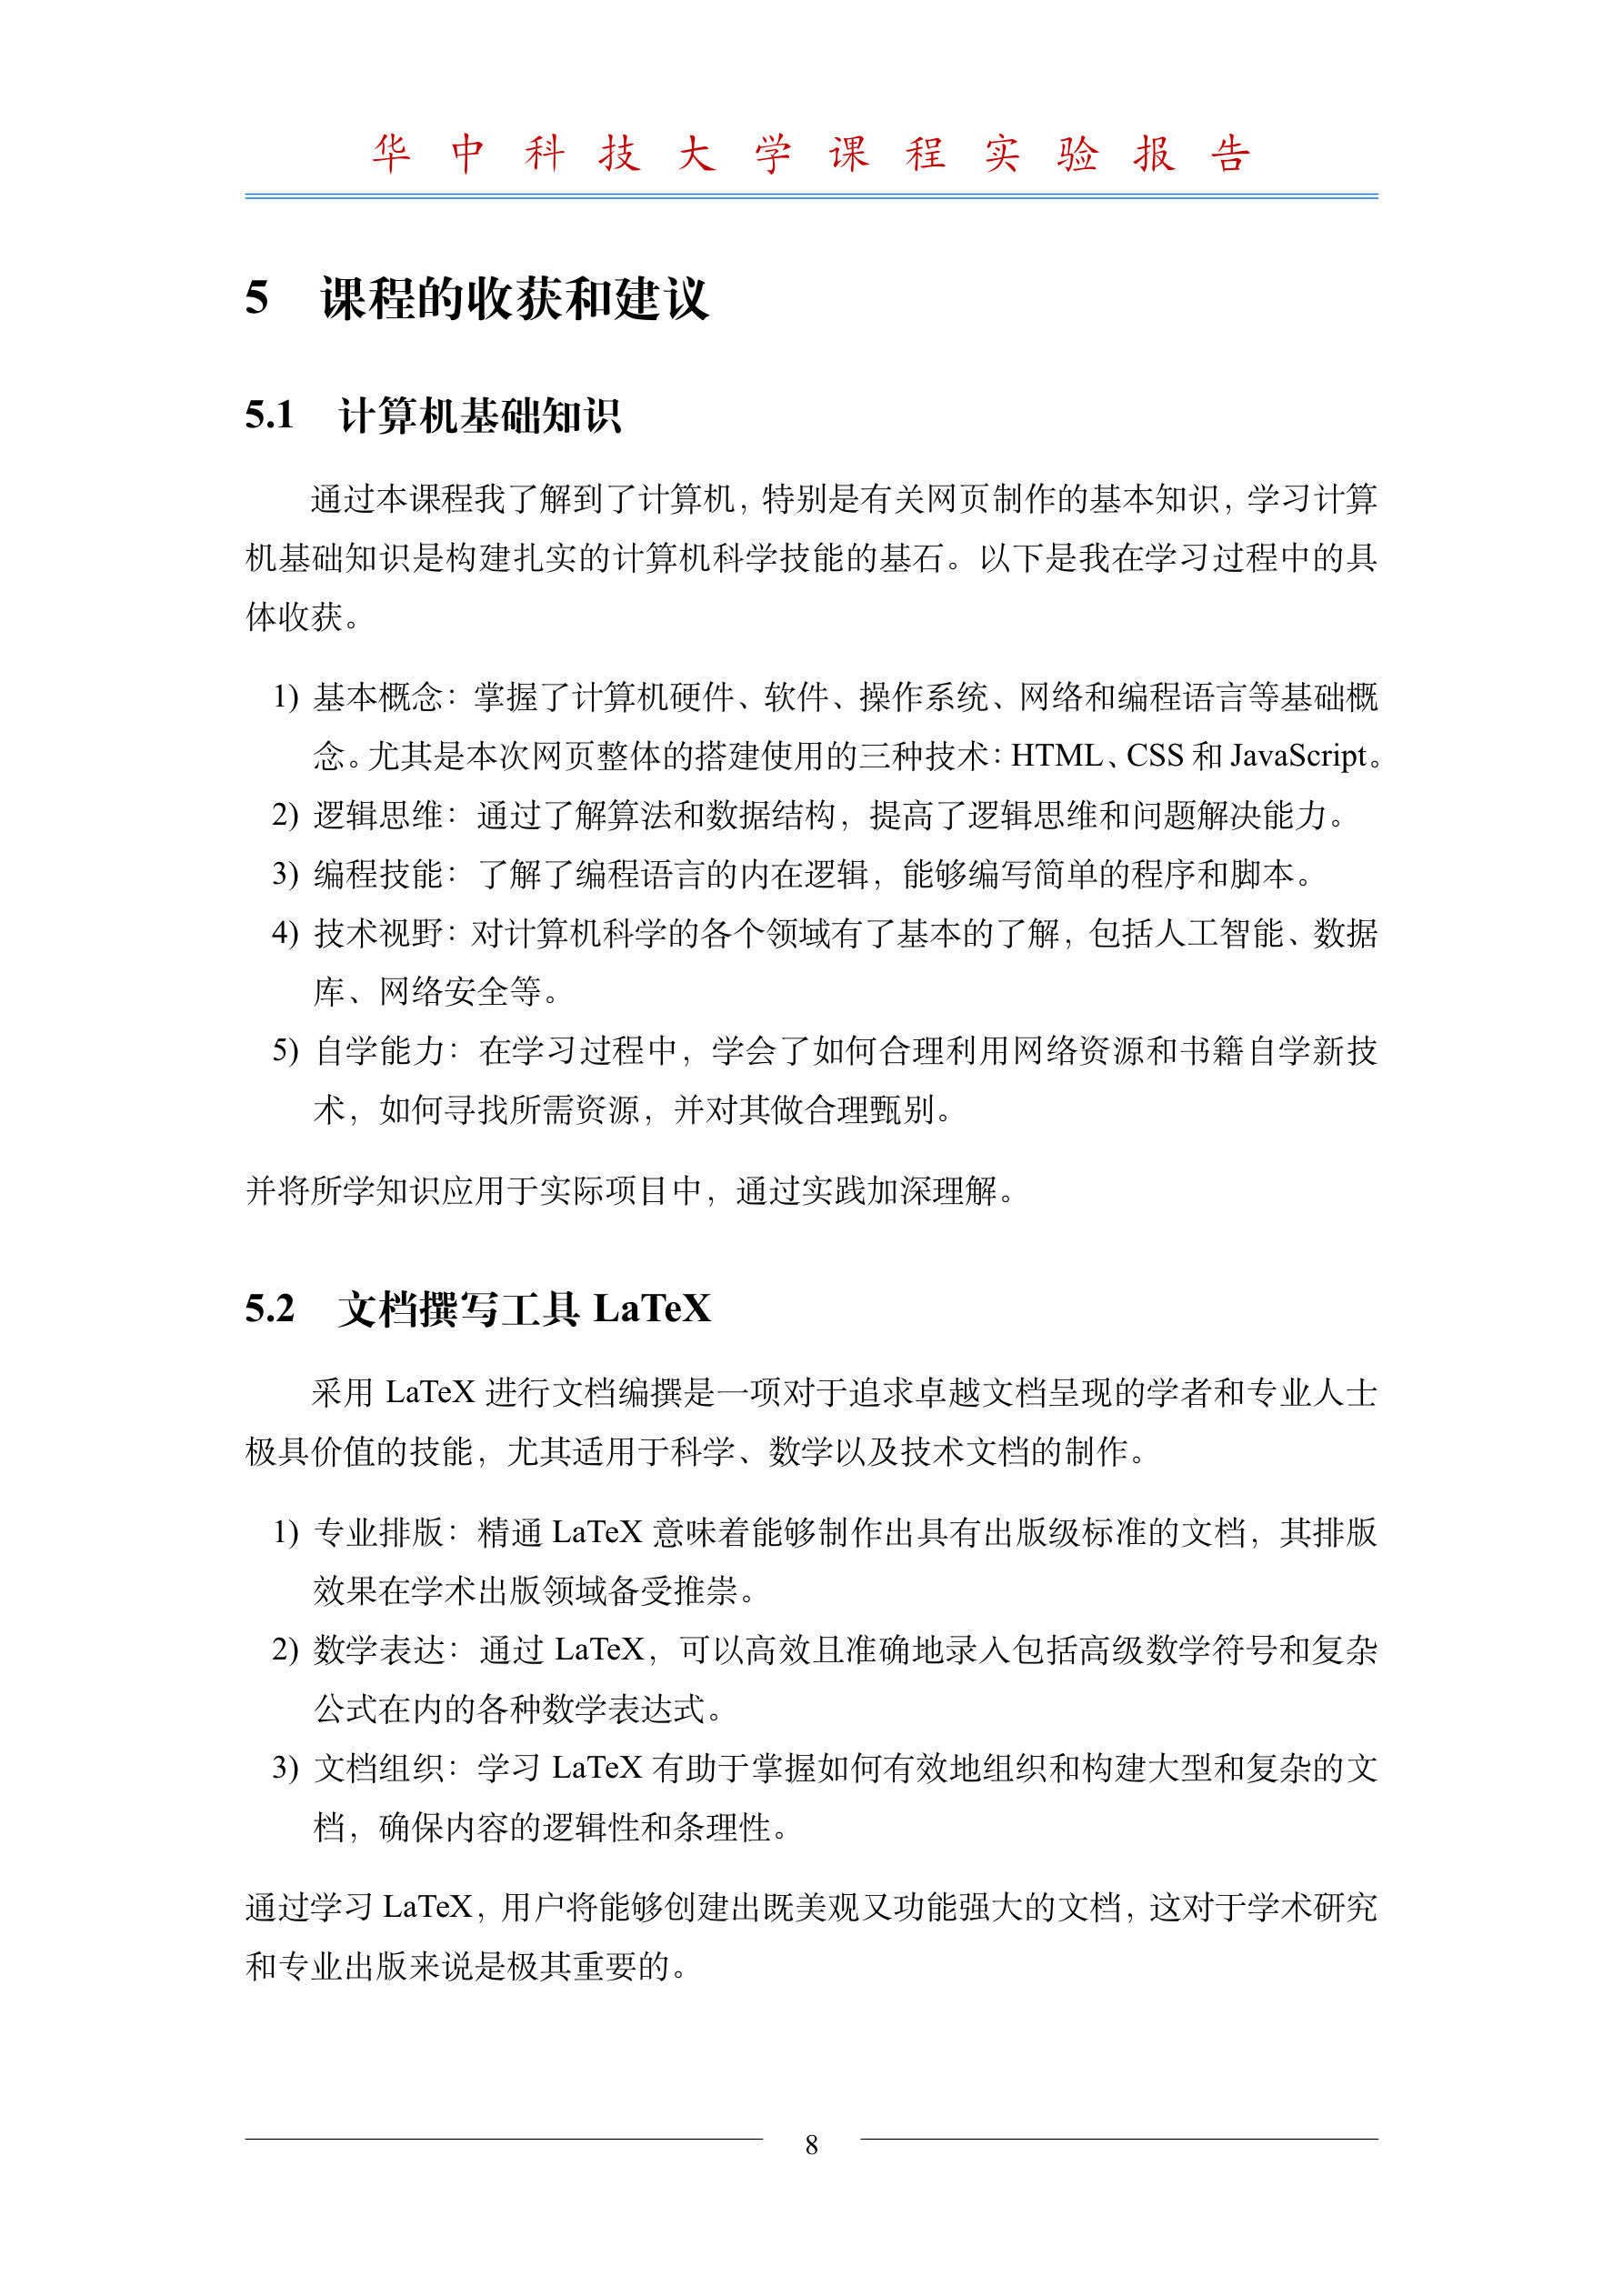 华中科技大学课程实验报告
5 课程的收获和建议
5.1 计算机基础知识
通过本课程我了解到了计算机，特别是有关网页制作的基本知识，学习计算
机基础知识是构建扎实的计算机科学技能的基石。以下是我在学习过程中的具
体收获。
1) 基本概念：掌握了计算机硬件、软件、操作系统、网络和编程语言等基础概
念。尤其是本次网页整体的搭建使用的三种技术：HTML、CSS 和 JavaScript。
2) 逻辑思维：通过了解算法和数据结构，提高了逻辑思维和问题解决能力。
3) 编程技能：了解了编程语言的内在逻辑，能够编写简单的程序和脚本。
4) 技术视野：对计算机科学的各个领域有了基本的了解，包括人工智能、数据
库、网络安全等。
5) 自学能力：在学习过程中，学会了如何合理利用网络资源和书籍自学新技
术，如何寻找所需资源，并对其做合理甄别。
并将所学知识应用于实际项目中，通过实践加深理解。
5.2 文档撰写工具 LaTeX
采用 LaTeX 进行文档编撰是一项对于追求卓越文档呈现的学者和专业人士
极具价值的技能，尤其适用于科学、数学以及技术文档的制作。
1) 专业排版：精通 LaTeX 意味着能够制作出具有出版级标准的文档，其排版
效果在学术出版领域备受推崇。
2) 数学表达：通过 LaTeX，可以高效且准确地录入包括高级数学符号和复杂
公式在内的各种数学表达式。
3) 文档组织：学习 LaTeX 有助于掌握如何有效地组织和构建大型和复杂的文
档，确保内容的逻辑性和条理性。
通过学习 LaTeX，用户将能够创建出既美观又功能强大的文档，这对于学术研究
和专业出版来说是极其重要的。
8